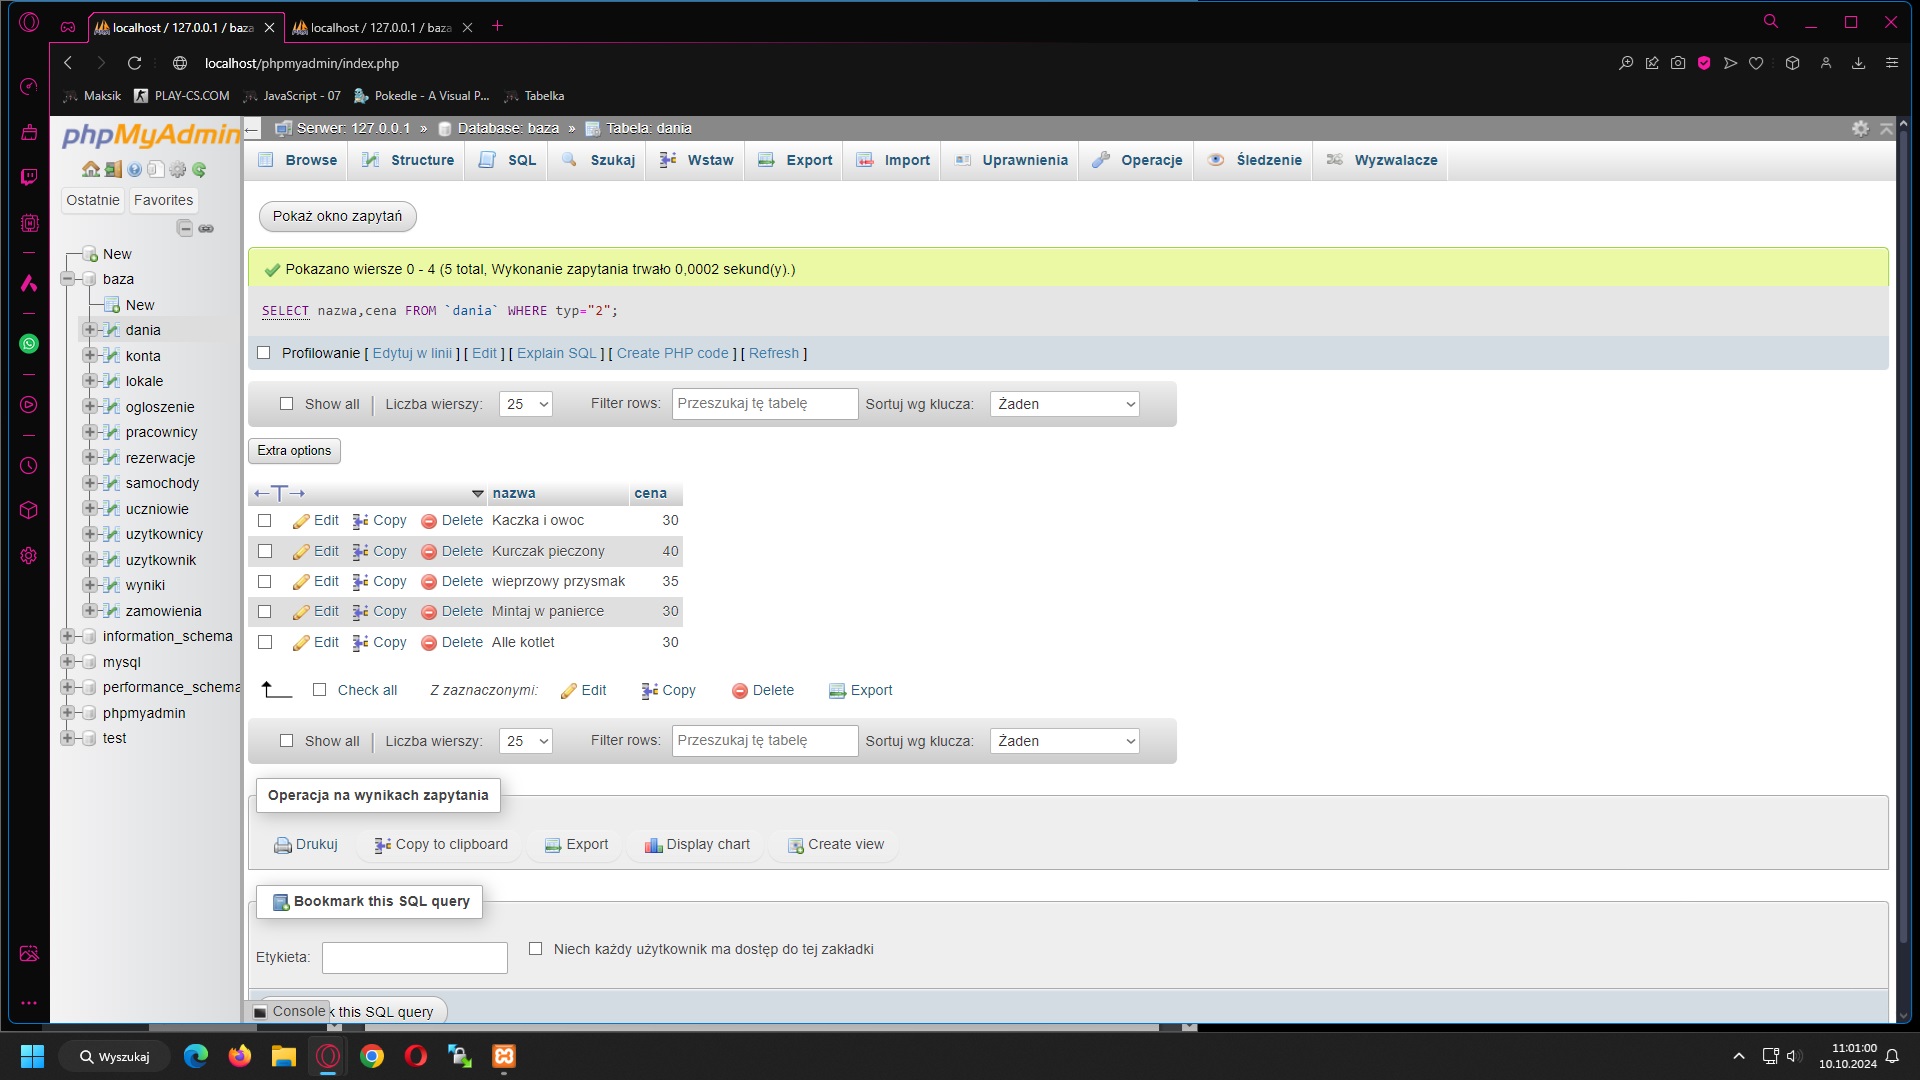 localhost / 127.0.0.1 / baza
localhost / 127.0.0.1 / baza
localhost/phpmyadmin/index.php
Maksik
PLAY-CS.COM
JavaScript - 07
Pokedle - A Visual P...
Tabelka
phpMyAdmin
Ostatnie
Favorites
New
baza
New
dania
konta
lokale
ogloszenie
pracownicy
rezerwacje
samochody
uczniowie
uzytkownicy
uzytkownik
wyniki
zamowienia
information_schema
mysql
performance_schema
phpmyadmin
test
Serwer: 127.0.0.1 » Database: baza » Tabela: dania
Browse Structure SQL Szukaj Wstaw Export Import Uprawnienia Operacje Śledzenie Wyzwalacze
Pokaż okno zapytań
Pokazano wiersze 0 - 4 (5 total, Wykonanie zapytania trwało 0,0002 sekund(y).)
SELECT nazwa,cena FROM `dania` WHERE typ="2";
Profilowanie [ Edytuj w linii ] [ Edit ] [ Explain SQL ] [ Create PHP code ] [ Refresh ]
Show all | Liczba wierszy: 25 Filter rows: Przeszukaj tę tabelę Sortuj wg klucza: Żaden
Extra options
←T→ nazwa cena
Edit Copy Delete Kaczka i owoc 30
Edit Copy Delete Kurczak pieczony 40
Edit Copy Delete wieprzowy przysmak 35
Edit Copy Delete Mintaj w panierce 30
Edit Copy Delete Alle kotlet 30
Check all Z zaznaczonymi: Edit Copy Delete Export
Show all | Liczba wierszy: 25 Filter rows: Przeszukaj tę tabelę Sortuj wg klucza: Żaden
Operacja na wynikach zapytania
Drukuj Copy to clipboard Export Display chart Create view
Bookmark this SQL query
Etykieta: Niech każdy użytkownik ma dostęp do tej zakładki
Console k this SQL query
Wyszukaj
11:01:00
10.10.2024